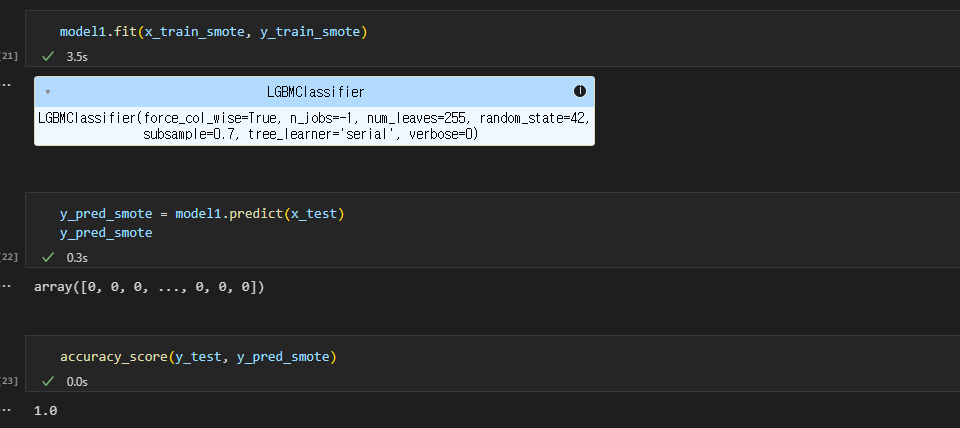 model1.fit(x_train_smote, y_train_smote)
[21]
3.5s
...
LGBMClassifier
i
LGBMClassifier(force_col_wise=True, n_jobs=-1, num_leaves=255, random_state=42,
subsample=0.7, tree_learner='serial', verbose=0)
y_pred_smote = model1.predict(x_test)
y_pred_smote
[22]
0.3s
...
array([0, 0, 0, ..., 0, 0, 0])
accuracy_score(y_test, y_pred_smote)
[23]
0.0s
...
1.0